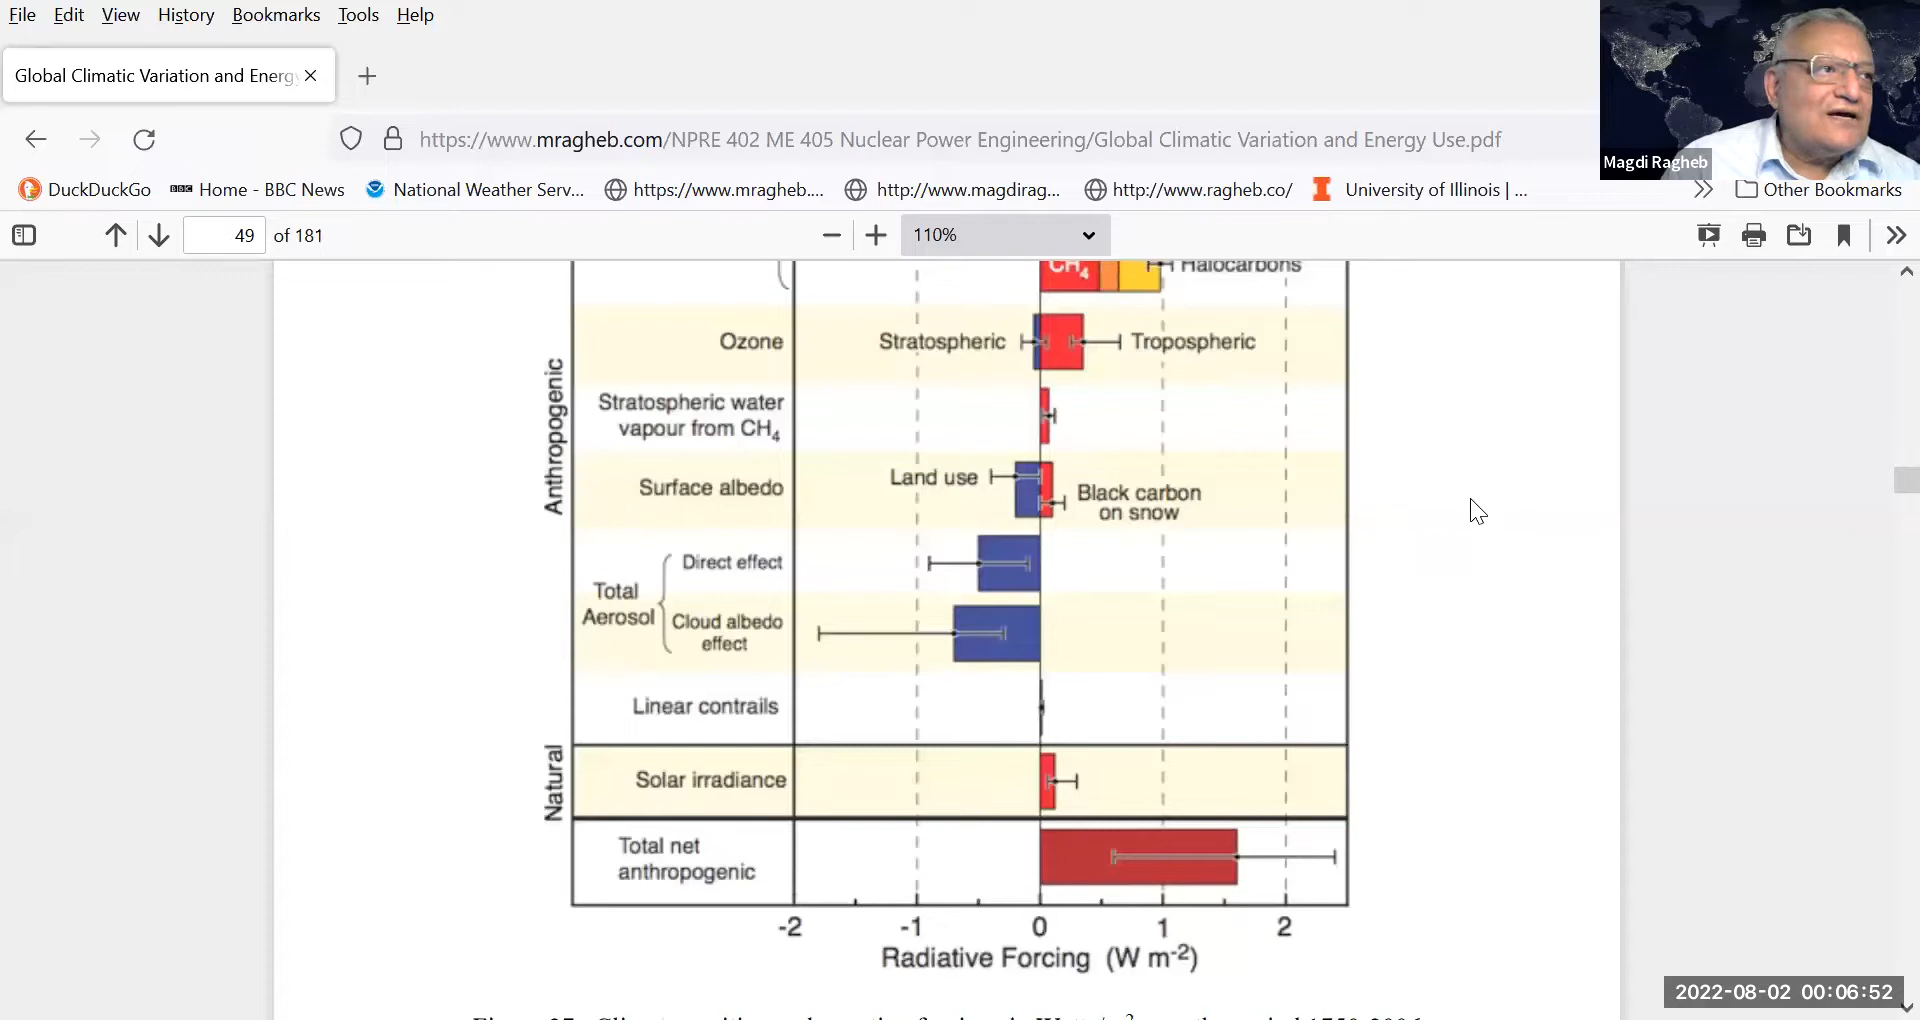 File Edit View History Bookmarks Tools Help
Global Climatic Variation and Energy
https://www.mragheb.com/NPRE 402 ME 405 Nuclear Power Engineering/Global Climatic Variation and Energy Use.pdf
Magdi Ragheb
DuckDuckGo BBC Home - BBC News National Weather Serv... https://www.mragheb.... http://www.magdirag... http://www.ragheb.co/ University of Illinois | ... Other Bookmarks
49 of 181 110%
CH4 Halocarbons
Anthropogenic
Ozone Stratospheric Tropospheric
Stratospheric water
vapour from CH4
Surface albedo Land use Black carbon
on snow
Total
Aerosol
Direct effect
Cloud albedo
effect
Linear contrails
Natural
Solar irradiance
Total net
anthropogenic
-2 -1 0 1 2
Radiative Forcing (W m-2)
2022-08-02 00:06:52